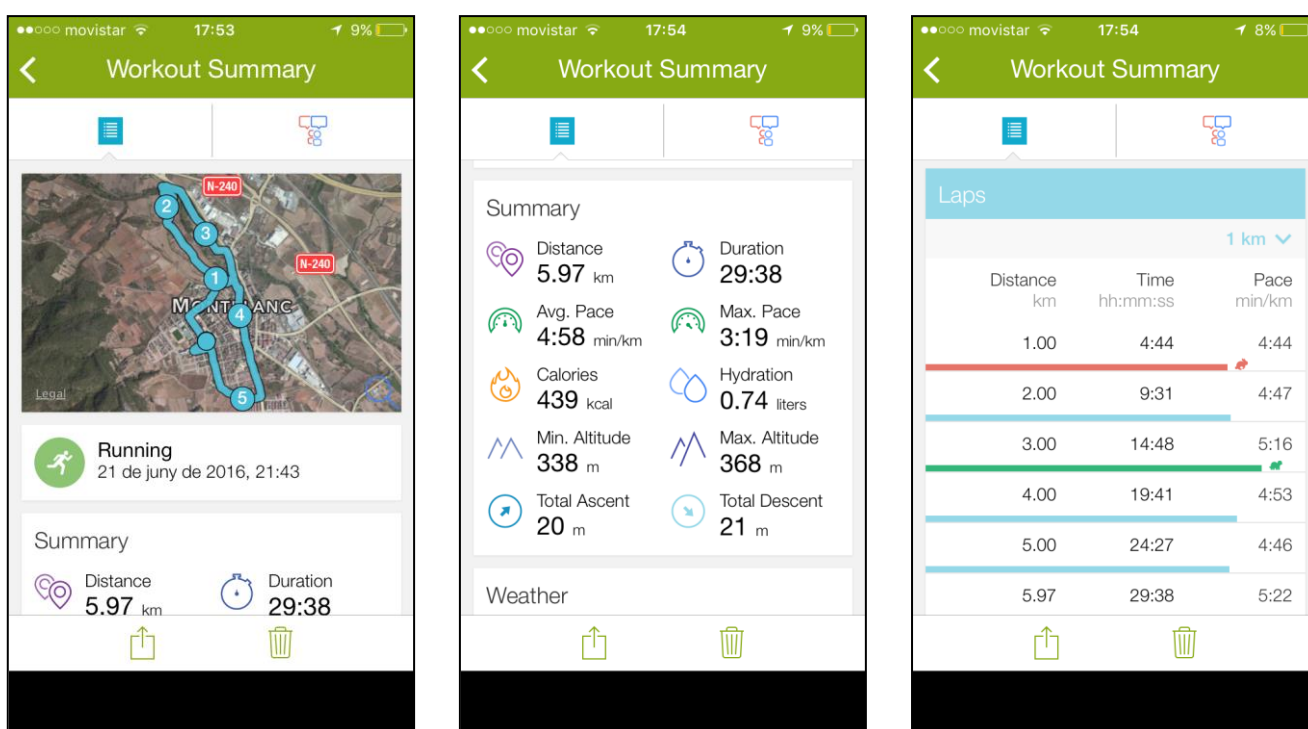 movistar 17:53 9%
Workout Summary
N-240
2
3
N-240
1
MONTBLANC
4
5
Legal
Running
21 de juny de 2016, 21:43
Summary
Distance Duration
5.97 km 29:38
movistar 17:54 9%
Workout Summary
Summary
Distance Duration
5.97 km 29:38
Avg. Pace Max. Pace
4:58 min/km 3:19 min/km
Calories Hydration
439 kcal 0.74 liters
Min. Altitude Max. Altitude
338 m 368 m
Total Ascent Total Descent
20 m 21 m
Weather
movistar 17:54 8%
Workout Summary
Laps
1 km
Distance Time Pace
km hh:mm:ss min/km
1.00 4:44 4:44
2.00 9:31 4:47
3.00 14:48 5:16
4.00 19:41 4:53
5.00 24:27 4:46
5.97 29:38 5:22